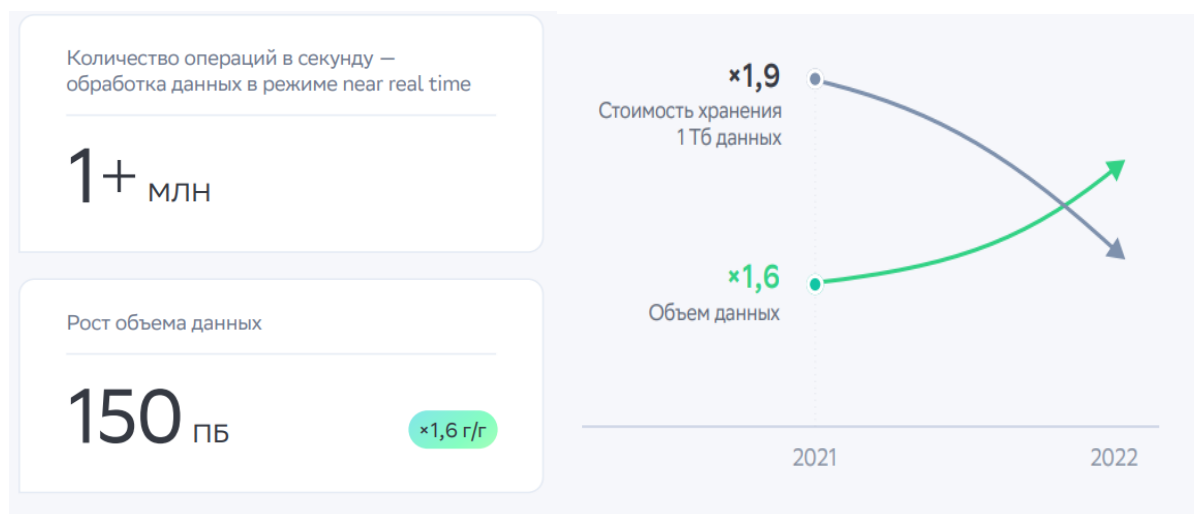 Количество операций в секунду —
обработка данных в режиме near real time
1+ млн
Рост объема данных
150 ПБ
×1,6 г/г
×1,9
Стоимость хранения
1 Тб данных
×1,6
Объем данных
2021
2022